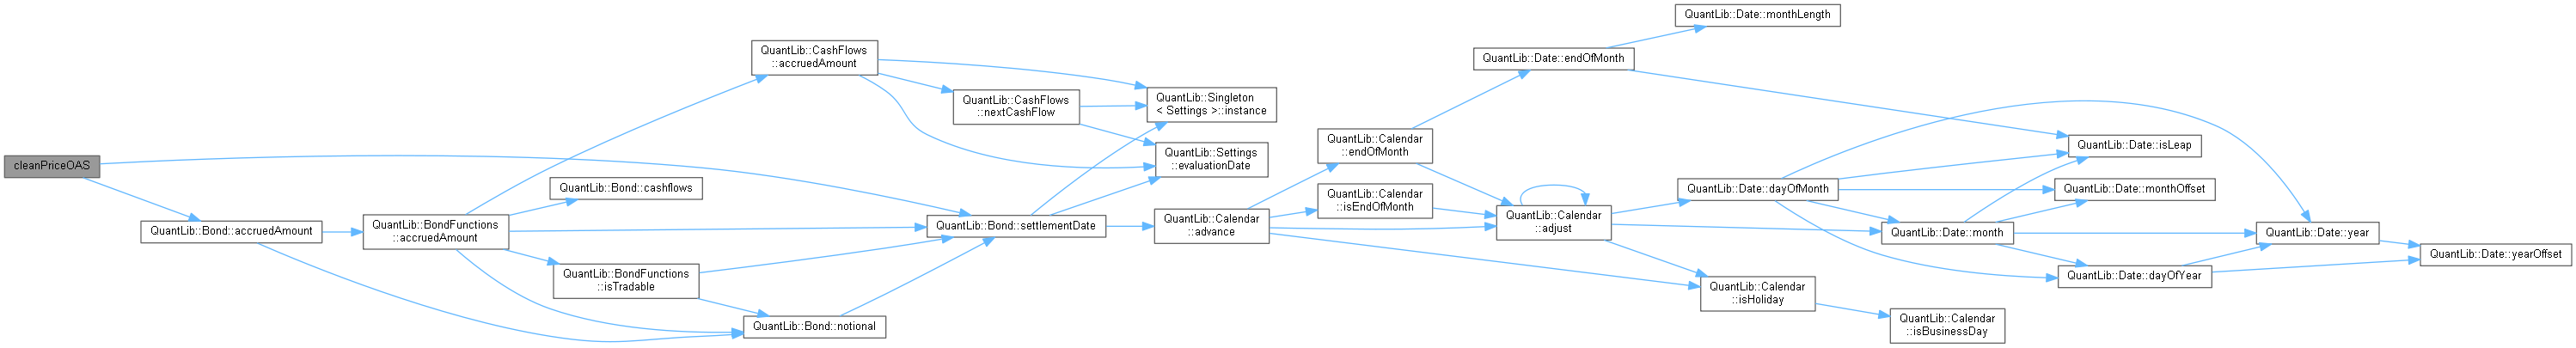 cleanPriceOAS
QuantLib::Bond::accruedAmount
QuantLib::BondFunctions
::accruedAmount
QuantLib::CashFlows
::accruedAmount
QuantLib::Bond::cashflows
QuantLib::BondFunctions
::isTradable
QuantLib::Bond::notional
QuantLib::CashFlows
::nextCashFlow
QuantLib::Bond::settlementDate
QuantLib::Singleton
< Settings >::instance
QuantLib::Settings
::evaluationDate
QuantLib::Calendar
::advance
QuantLib::Calendar
::endOfMonth
QuantLib::Calendar
::isEndOfMonth
QuantLib::Date::endOfMonth
QuantLib::Calendar
::adjust
QuantLib::Date::monthLength
QuantLib::Date::dayOfMonth
QuantLib::Calendar
::isHoliday
QuantLib::Date::month
QuantLib::Calendar
::isBusinessDay
QuantLib::Date::isLeap
QuantLib::Date::monthOffset
QuantLib::Date::dayOfYear
QuantLib::Date::year
QuantLib::Date::yearOffset